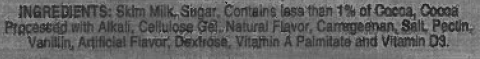 INGREDIENTS: Skim Milk, Sugar, Contains less than 1% of Cocoa, Cocoa
Processed with Alkali, Cellulose Gel, Natural Flavor, Carrageenan, Salt, Pectin,
Vanillin, Artificial Flavor, Dextrose, Vitamin A Palmitate and Vitamin D3.